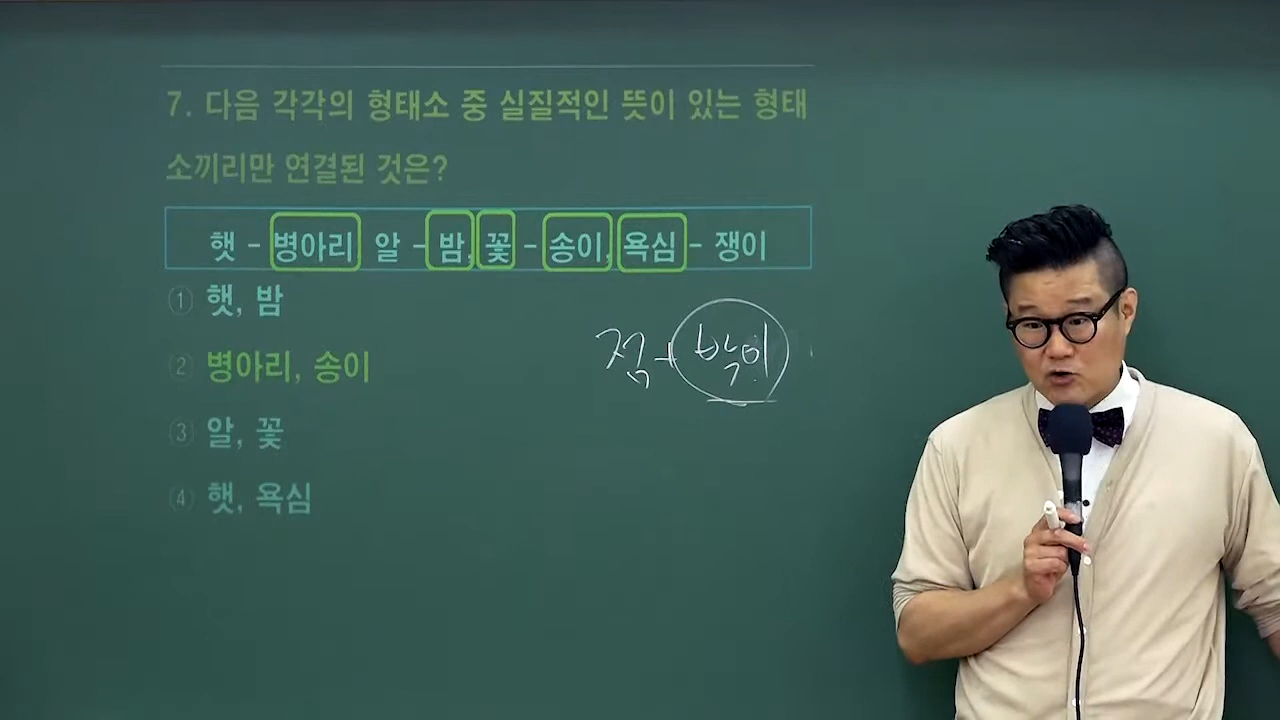 7. 다음 각각의 형태소 중 실질적인 뜻이 있는 형태
소끼리만 연결된 것은?
햇 - 병아리 알 - 밤, 꽃 - 송이, 욕심 - 쟁이
① 햇, 밤
② 병아리, 송이
③ 알, 꽃
④ 햇, 욕심
점 + 박이